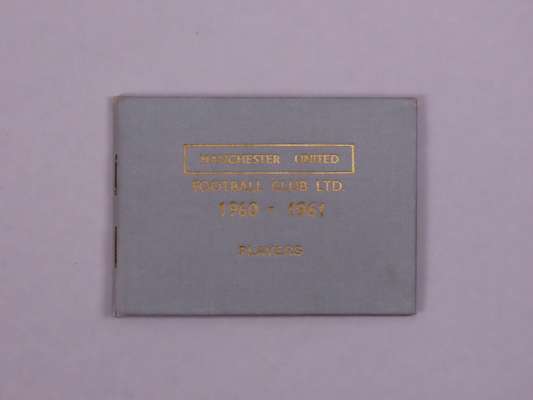 MANCHESTER UNITED
FOOTBALL CLUB LTD.
1960 - 1961
PLAYERS